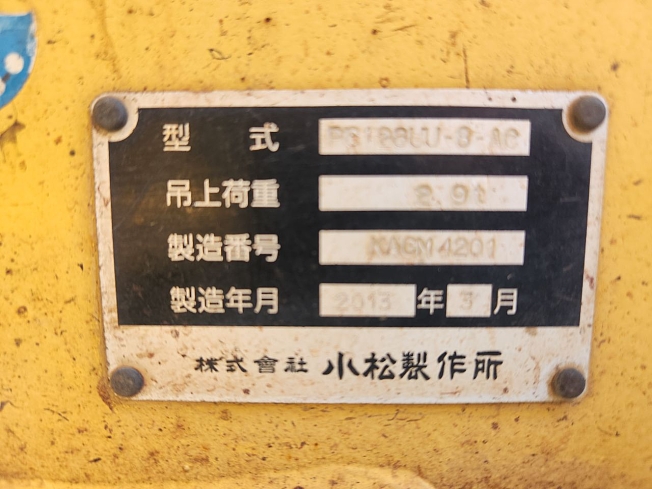 型 式
吊上荷重 2.9t
製造番号 KACM4201
製造年月 2013 年 3 月
株式會社 小松製作所